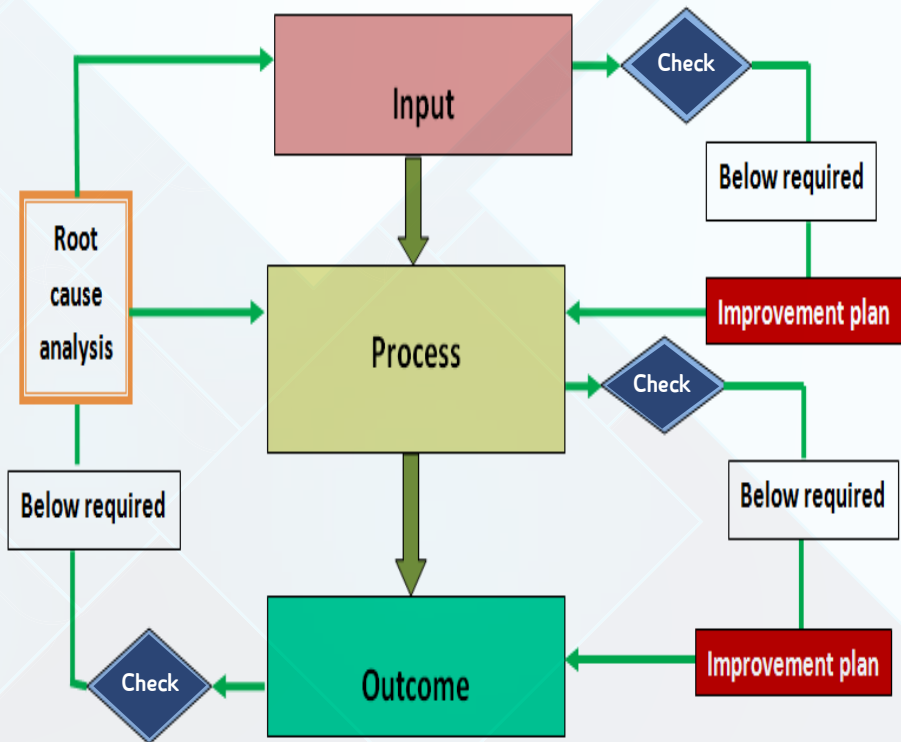 Input
Check
Below required
Root
cause
analysis
Improvement plan
Process
Check
Below required
Below required
Improvement plan
Outcome
Check